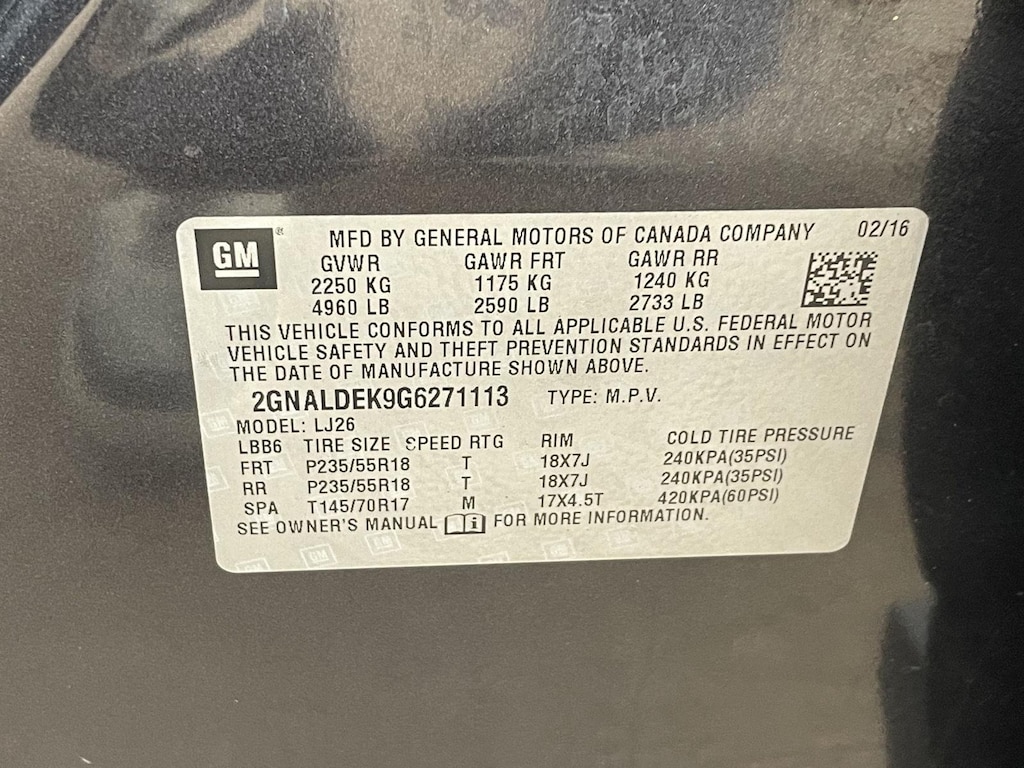 GM ® MFD BY GENERAL MOTORS OF CANADA COMPANY 02/16
GVWR GAWR FRT GAWR RR
2250 KG 1175 KG 1240 KG
4960 LB 2590 LB 2733 LB
THIS VEHICLE CONFORMS TO ALL APPLICABLE U.S. FEDERAL MOTOR
VEHICLE SAFETY AND THEFT PREVENTION STANDARDS IN EFFECT ON
THE DATE OF MANUFACTURE SHOWN ABOVE.
2GNALDEK9G6271113 TYPE: M.P.V.
MODEL: LJ26
LBB6 TIRE SIZE SPEED RTG RIM COLD TIRE PRESSURE
FRT P235/55R18 T 18X7J 240KPA(35PSI)
RR P235/55R18 T 18X7J 240KPA(35PSI)
SPA T145/70R17 M 17X4.5T 420KPA(60PSI)
SEE OWNER'S MANUAL i FOR MORE INFORMATION.